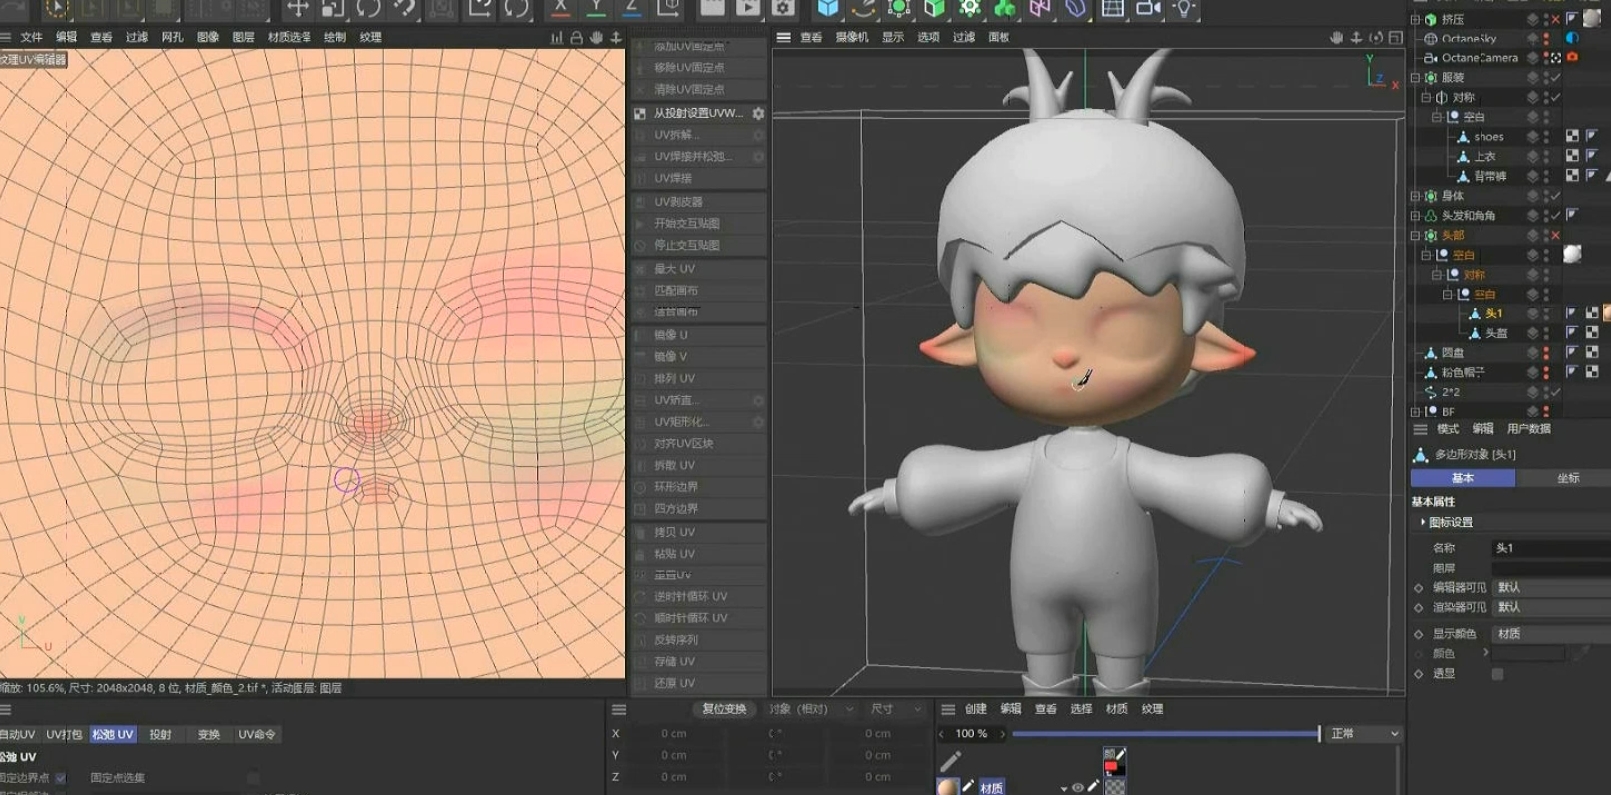 文件 编辑 查看 过滤 网孔 图像 图层 材质选择 绘制 纹理
纹理UV编辑器
添加UV固定点
移除UV固定点
清除UV固定点
从投射设置UVW...
UV拆解...
UV焊接并松弛...
UV焊接
UV剥皮器
开始交互贴图
停止交互贴图
最大 UV
匹配画布
镜像 U
镜像 V
排列 UV
UV矫直...
UV矩形化...
对齐UV区块
拆散 UV
环形边界
四方边界
拷贝 UV
粘贴 UV
重置UV
逆时针循环 UV
顺时针循环 UV
反转序列
存储 UV
还原 UV
V
U
缩放: 105.6%, 尺寸: 2048x2048, 8 位, 材质_颜色_2.tif *, 活动图层: 图层
自动UV UV打包 松弛 UV 投射 变换 UV命令
松弛 UV
固定边界点 固定点选集
查看 摄像机 显示 选项 过滤 面板
Y
Z X
复位变换 对象 (相对) 尺寸
X 0 cm 0 ° 0 cm
Y 0 cm 0 ° 0 cm
Z 0 cm 0 ° 0 cm
创建 编辑 查看 选择 材质 纹理
100 % 正常
材质
挤压
OctaneSky
OctaneCamera
服装
对称
空白
shoes
上衣
背带裤
身体
头发和角角
头部
空白
对称
空白
头1
头盔
圆盘
粉色帽子
2*2
BF
模式 编辑 用户数据
多边形对象 [头1]
基本 坐标
基本属性
图标设置
名称 头1
图层
编辑器可见 默认
渲染器可见 默认
显示颜色 材质
颜色
透显